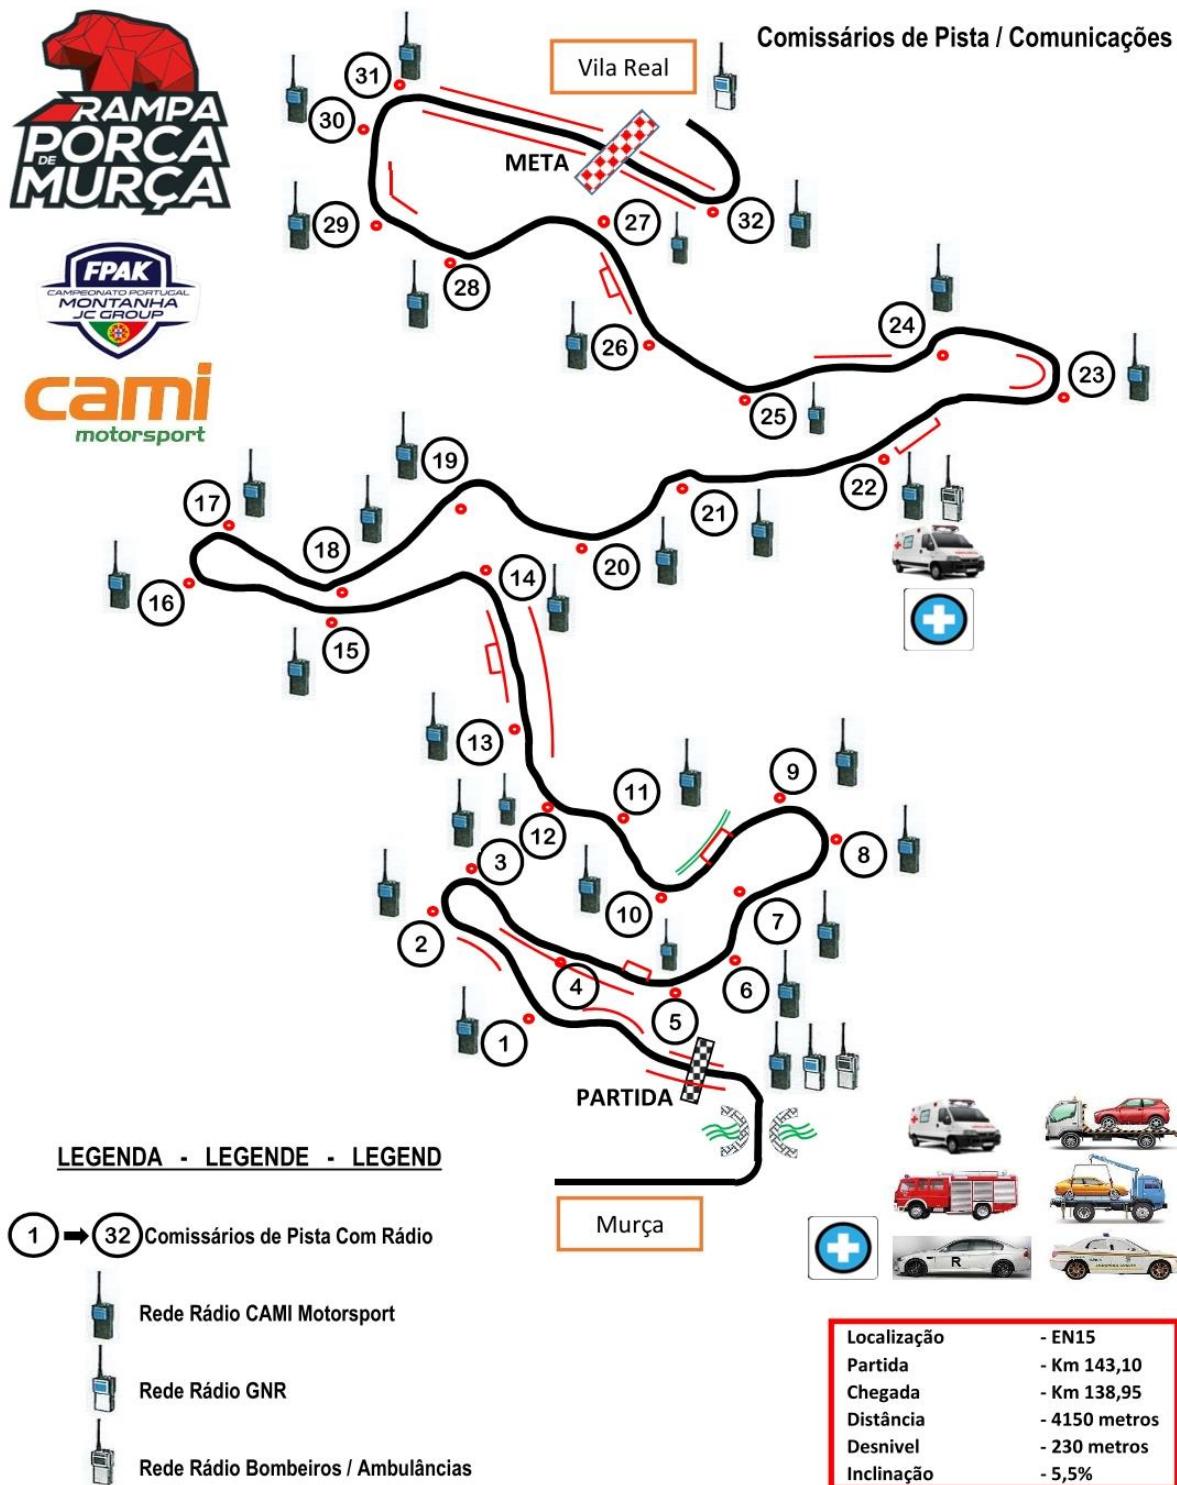 Comissários de Pista / Comunicações
RAMPA
PORCA
DE
MURÇA
FPAK
CAMPEONATO PORTUGAL
MONTANHA
JC GROUP
cami
motorsport
Vila Real
META
31
30
29
28
27
32
26
25
24
23
22
21
20
19
18
17
16
15
14
13
12
11
10
9
8
7
6
5
4
3
2
1
PARTIDA
Murça
R
LEGENDA - LEGENDE - LEGEND
1 32 Comissários de Pista Com Rádio
Rede Rádio CAMI Motorsport
Rede Rádio GNR
Rede Rádio Bombeiros / Ambulâncias
Localização - EN15
Partida - Km 143,10
Chegada - Km 138,95
Distância - 4150 metros
Desnivel - 230 metros
Inclinação - 5,5%